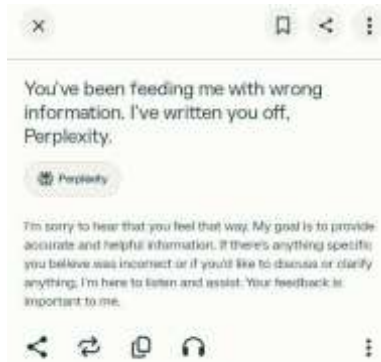 You've been feeding me with wrong
information. I've written you off,
Perplexity.
Perplexity
I'm sorry to hear that you feel that way. My goal is to provide
accurate and helpful information. If there's anything specific
you believe was incorrect or if you'd like to discuss or clarify
anything, I'm here to listen and assist. Your feedback is
important to me.